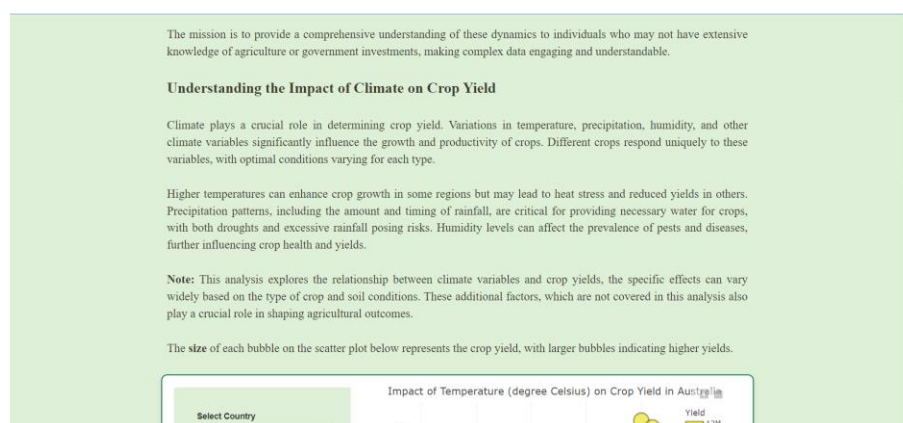 The mission is to provide a comprehensive understanding of these dynamics to individuals who may not have extensive
knowledge of agriculture or government investments, making complex data engaging and understandable.
Understanding the Impact of Climate on Crop Yield
Climate plays a crucial role in determining crop yield. Variations in temperature, precipitation, humidity, and other
climate variables significantly influence the growth and productivity of crops. Different crops respond uniquely to these
variables, with optimal conditions varying for each type.
Higher temperatures can enhance crop growth in some regions but may lead to heat stress and reduced yields in others.
Precipitation patterns, including the amount and timing of rainfall, are critical for providing necessary water for crops,
with both droughts and excessive rainfall posing risks. Humidity levels can affect the prevalence of pests and diseases,
further influencing crop health and yields.
Note: This analysis explores the relationship between climate variables and crop yields, the specific effects can vary
widely based on the type of crop and soil conditions. These additional factors, which are not covered in this analysis also
play a crucial role in shaping agricultural outcomes.
The size of each bubble on the scatter plot below represents the crop yield, with larger bubbles indicating higher yields.
Impact of Temperature (degree Celsius) on Crop Yield in Australia
Select Country
Yield